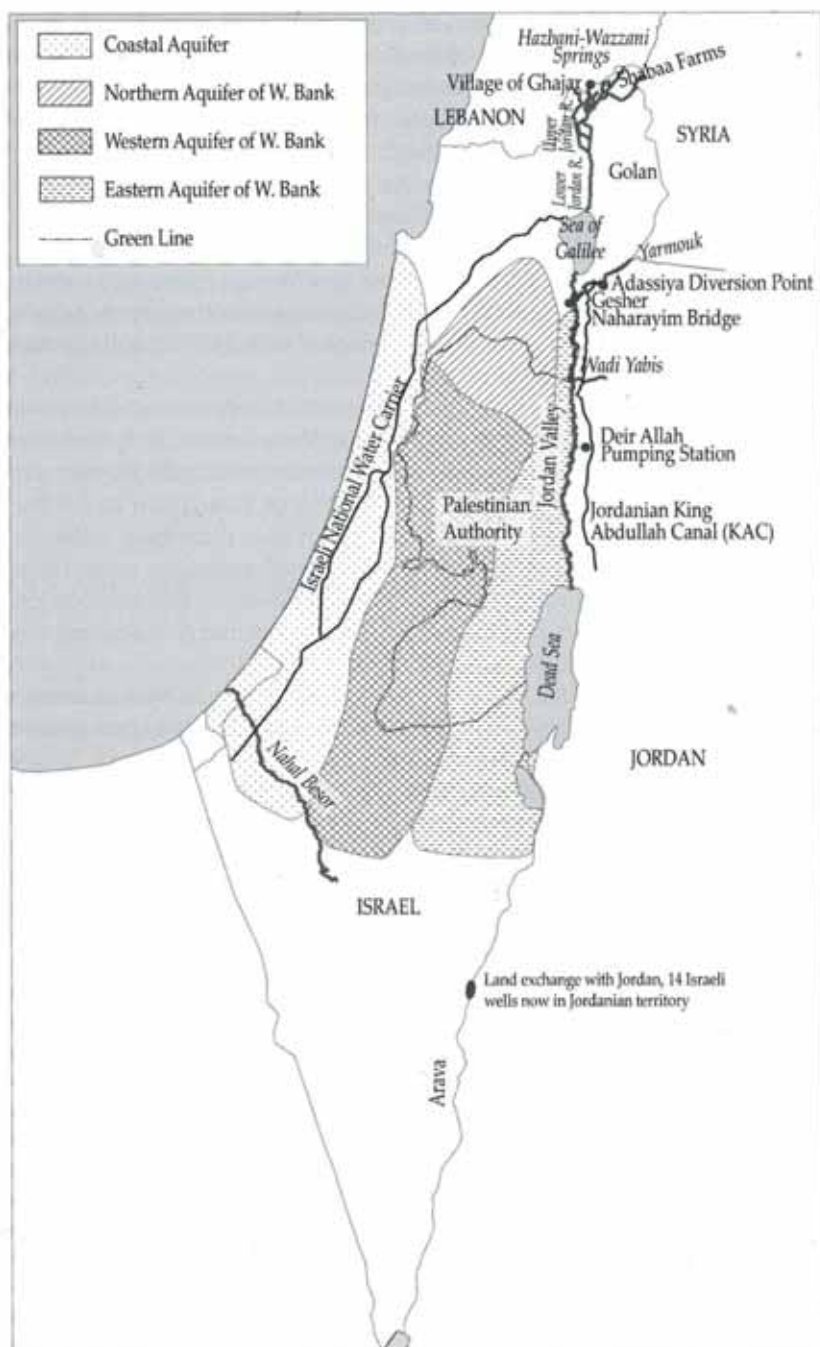 Coastal Aquifer
Northern Aquifer of W. Bank
Western Aquifer of W. Bank
Eastern Aquifer of W. Bank
Green Line
Hazbani-Wazzani
Springs
Village of Ghajar
Shabaa Farms
LEBANON
Upper
Jordan R.
SYRIA
Golan
Lower
Jordan R.
Sea of
Galilee
Yarmouk
Adassiya Diversion Point
Gesher
Naharayim Bridge
Wadi Yabis
Israeli National Water Carrier
Jordan Valley
Deir Allah
Pumping Station
Palestinian
Authority
Jordanian King
Abdullah Canal (KAC)
Dead Sea
Nahal Besor
JORDAN
ISRAEL
Land exchange with Jordan, 14 Israeli
wells now in Jordanian territory
Arava